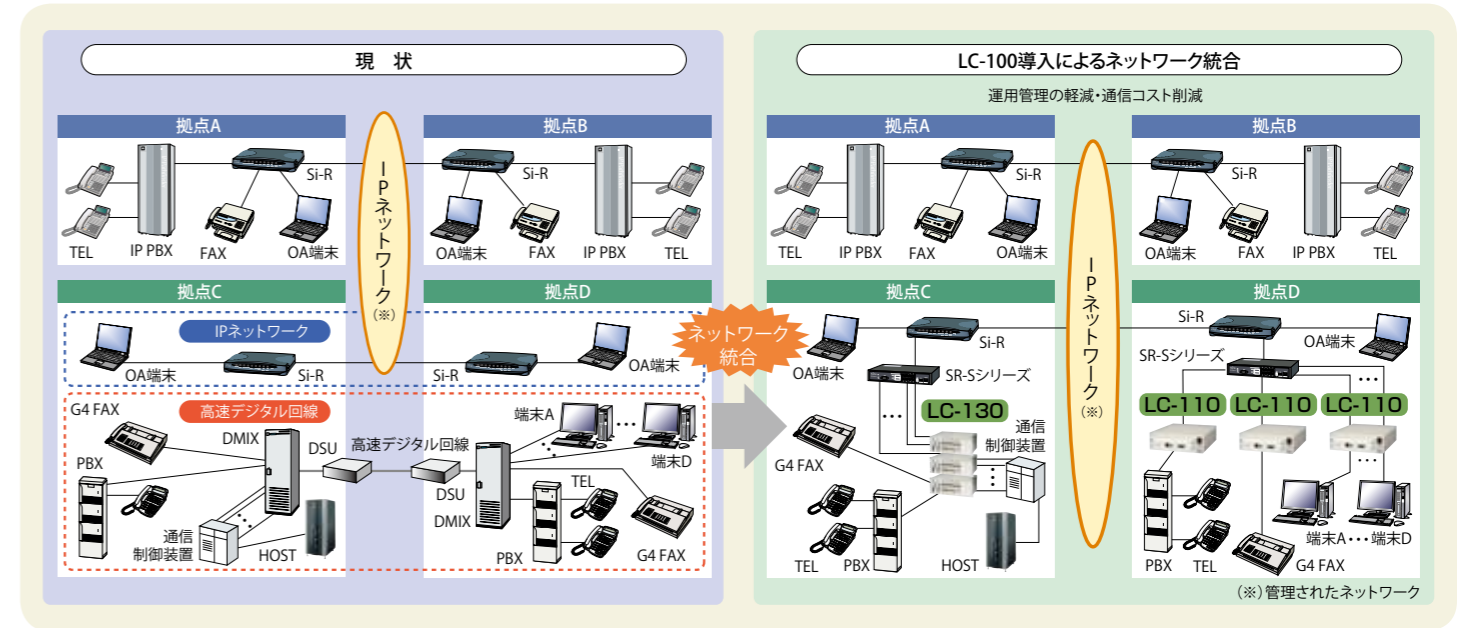 現 状
拠点A
拠点B
Si-R
Si-R
TEL
IP PBX
FAX
OA端末
OA端末
FAX
IP PBX
TEL
IPネットワーク
(※)
拠点C
拠点D
IPネットワーク
OA端末
Si-R
Si-R
OA端末
高速デジタル回線
G4 FAX
DMIX
DSU
高速デジタル回線
端末A
端末D
PBX
DSU
TEL
DMIX
通信
制御装置
HOST
PBX
G4 FAX
ネットワーク
統合
LC-100導入によるネットワーク統合
運用管理の軽減・通信コスト削減
拠点A
拠点B
Si-R
Si-R
TEL
IP PBX
FAX
OA端末
OA端末
FAX
IP PBX
TEL
IPネットワーク
(※)
拠点C
Si-R
OA端末
SR-Sシリーズ
LC-130
通信
制御装置
G4 FAX
TEL
PBX
HOST
拠点D
Si-R
OA端末
SR-Sシリーズ
LC-110
LC-110
LC-110
端末A・・・端末D
PBX
TEL
G4 FAX
(※)管理されたネットワーク